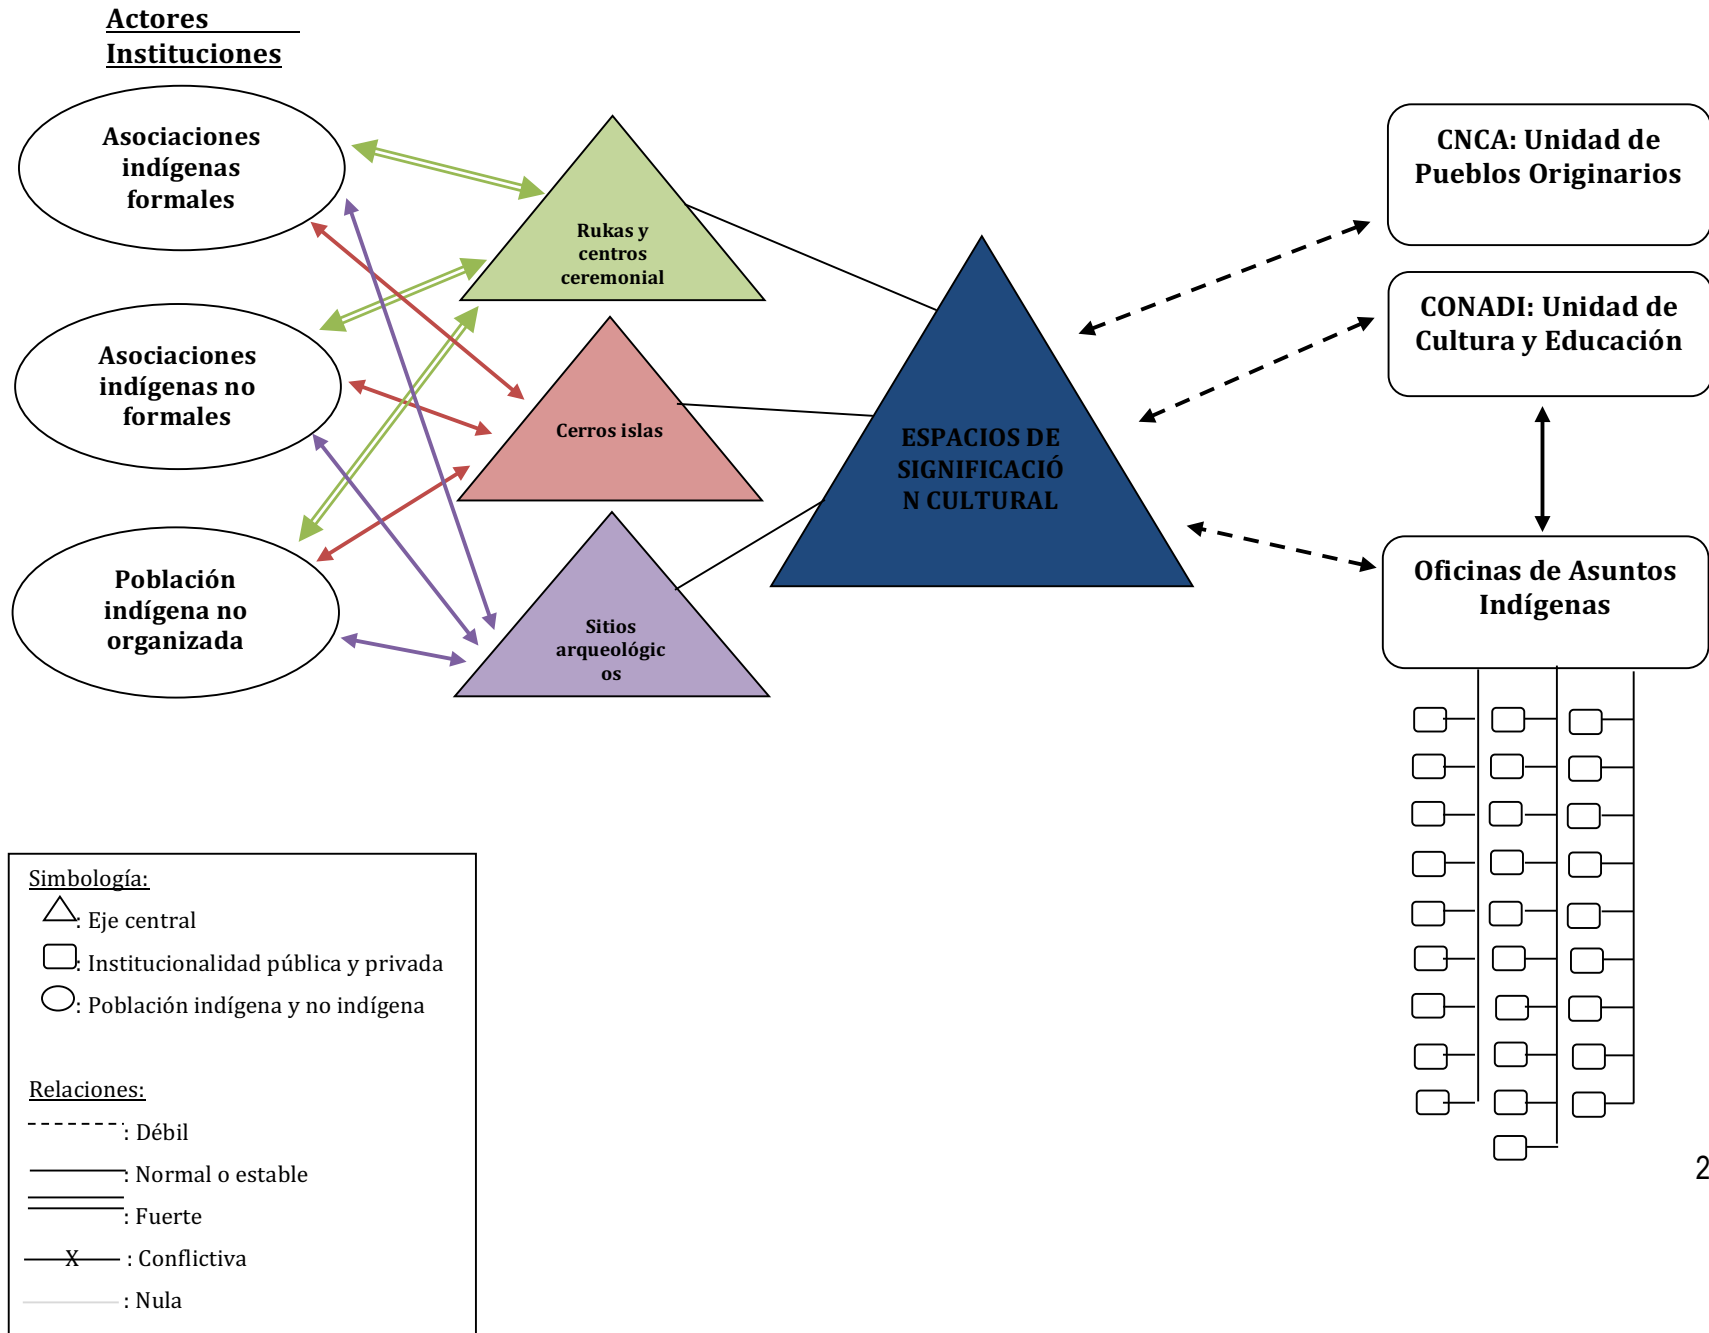 Actores
Instituciones
Asociaciones
indígenas
formales
Asociaciones
indígenas no
formales
Población
indígena no
organizada
Rukas y
centros
ceremonial
Cerros islas
Sitios
arqueológic
os
ESPACIOS DE
SIGNIFICACIÓ
N CULTURAL
CNCA: Unidad de
Pueblos Originarios
CONADI: Unidad de
Cultura y Educación
Oficinas de Asuntos
Indígenas
Simbología:
: Eje central
: Institucionalidad pública y privada
: Población indígena y no indígena
Relaciones:
: Débil
: Normal o estable
: Fuerte
X : Conflictiva
: Nula
2